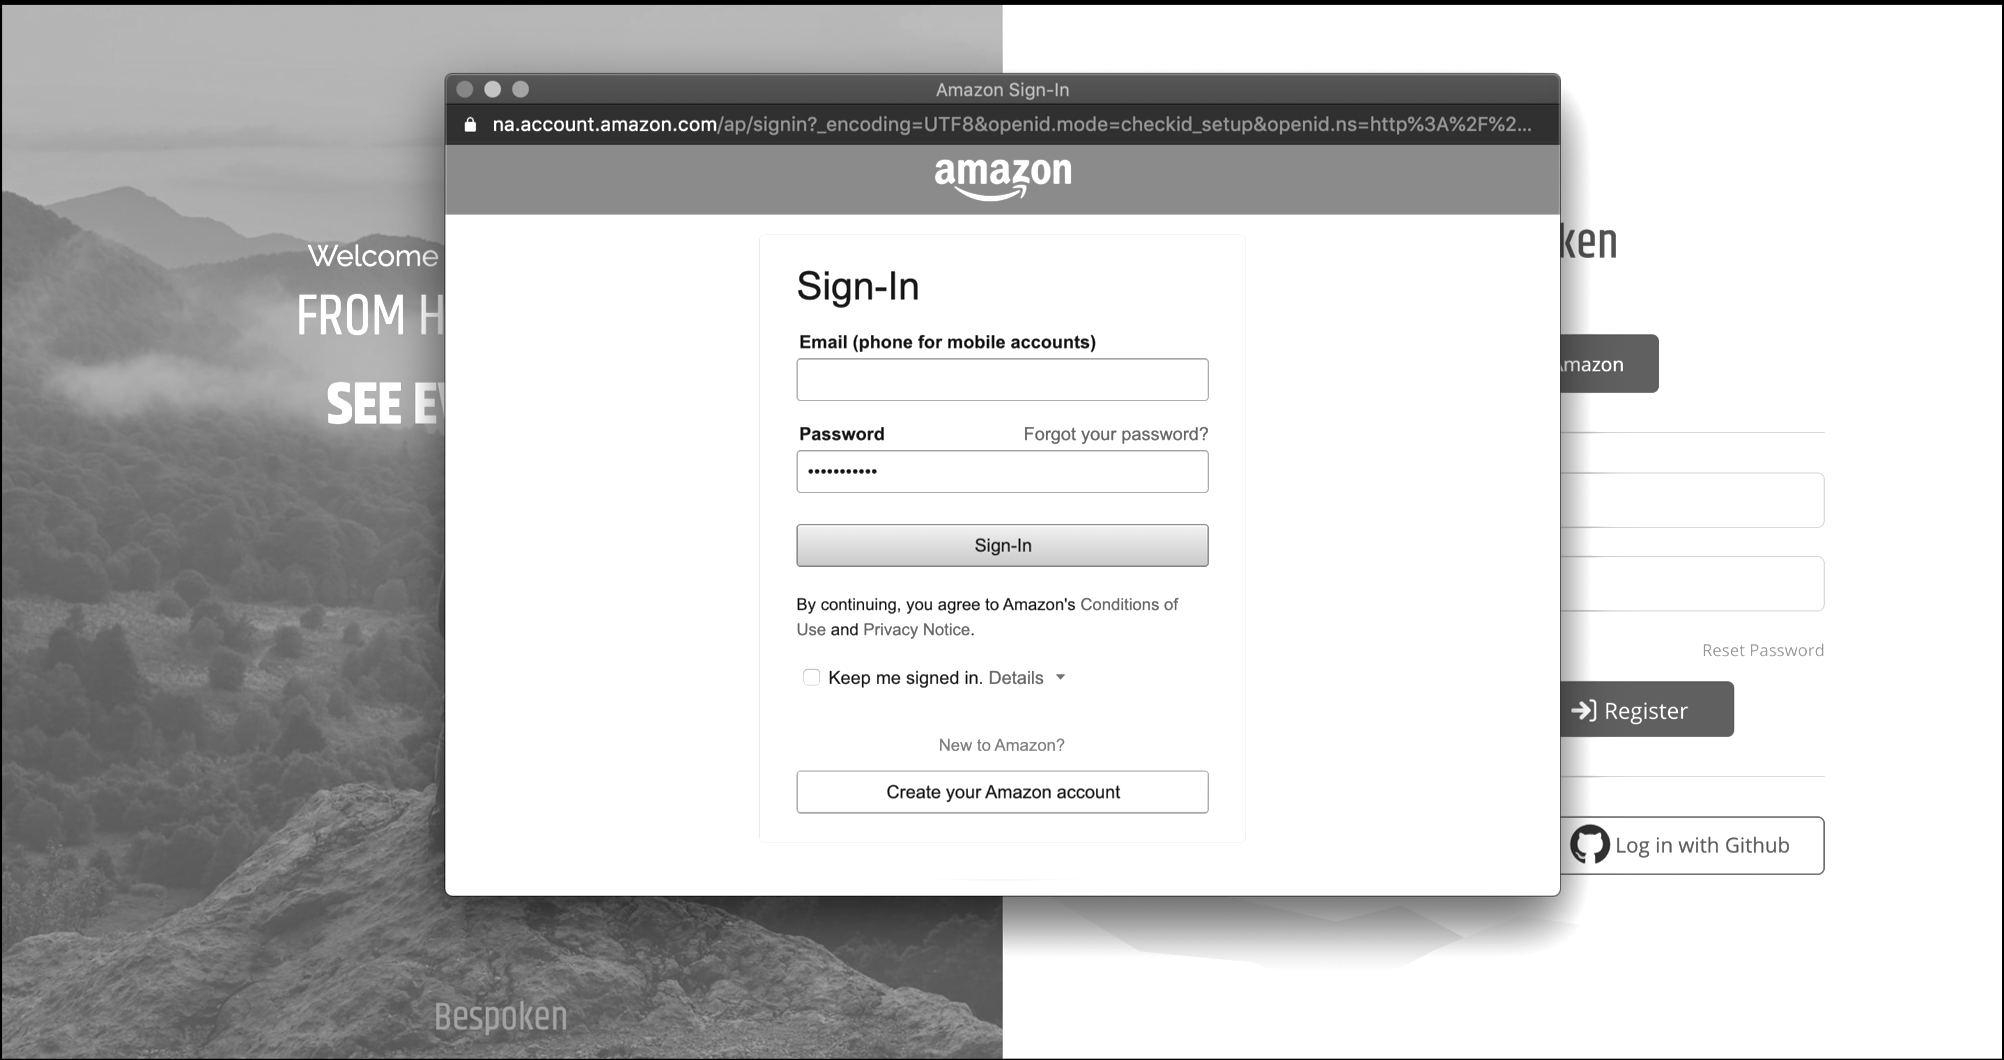 Amazon Sign-In
na.account.amazon.com/ap/signin?_encoding=UTF8&openid.mode=checkid_setup&openid.ns=http%3A%2F%2...
amazon
Welcome
FROM H
SEE EV
Sign-In
Email (phone for mobile accounts)
Password
Forgot your password?
•••••••••••
Sign-In
By continuing, you agree to Amazon's Conditions of
Use and Privacy Notice.
Keep me signed in. Details
New to Amazon?
Create your Amazon account
ken
Amazon
Reset Password
Register
Log in with Github
Bespoken